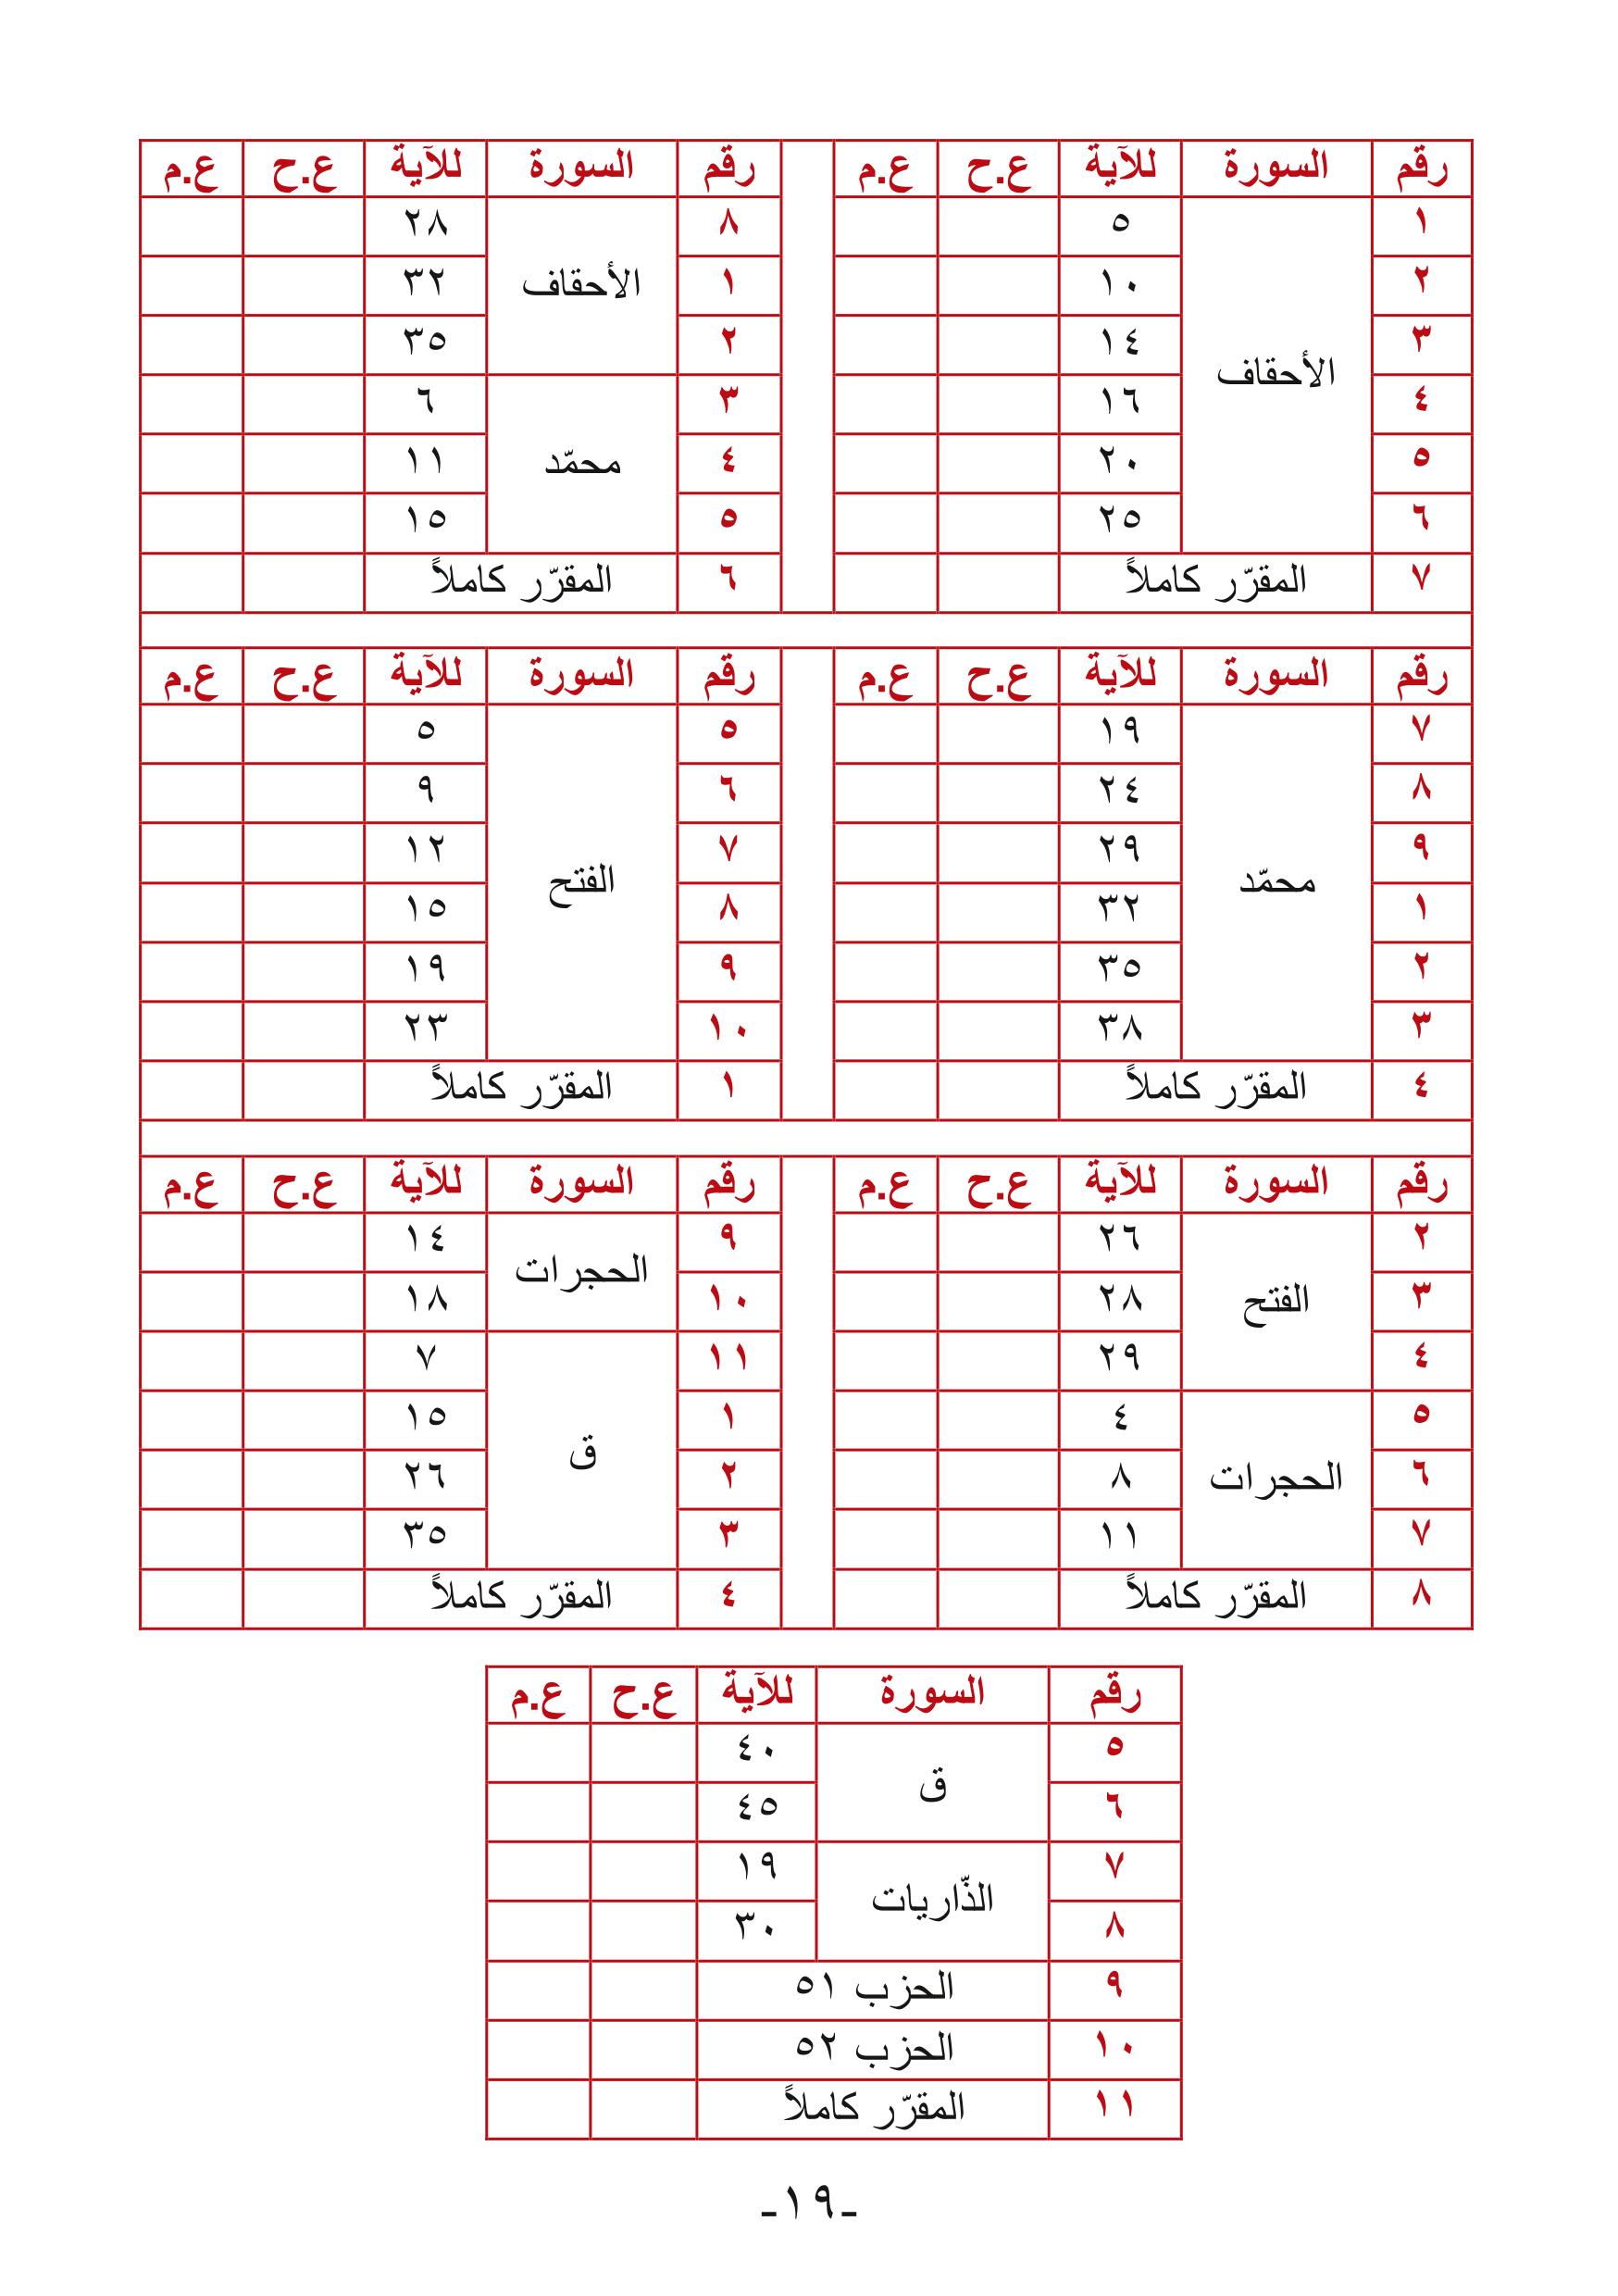 رقم السورة للآية ع.ح ع.م رقم السورة للآية ع.ح ع.م
١ الأحقاف ٥ ٨ الأحقاف ٢٨
٢ ١٠ ١ ٣٢
٣ ١٤ ٢ ٣٥
٤ ١٦ ٣ محمّد ٦
٥ ٢٠ ٤ ١١
٦ ٢٥ ٥ ١٥
٧ المقرّر كاملاً ٦ المقرّر كاملاً
رقم السورة للآية ع.ح ع.م رقم السورة للآية ع.ح ع.م
٧ محمّد ١٩ ٥ الفتح ٥
٨ ٢٤ ٦ ٩
٩ ٢٩ ٧ ١٢
١ ٣٢ ٨ ١٥
٢ ٣٥ ٩ ١٩
٣ ٣٨ ١٠ ٢٣
٤ المقرّر كاملاً ١ المقرّر كاملاً
رقم السورة للآية ع.ح ع.م رقم السورة للآية ع.ح ع.م
٢ الفتح ٢٦ ٩ الحجرات ١٤
٣ ٢٨ ١٠ ١٨
٤ ٢٩ ١١ ق ٧
٥ الحجرات ٤ ١ ١٥
٦ ٨ ٢ ٢٦
٧ ١١ ٣ ٣٥
٨ المقرّر كاملاً ٤ المقرّر كاملاً
رقم السورة للآية ع.ح ع.م
٥ ق ٤٠
٦ ٤٥
٧ الذّاريات ١٩
٨ ٣٠
٩ الحزب ٥١
١٠ الحزب ٥٢
١١ المقرّر كاملاً
-١٩-